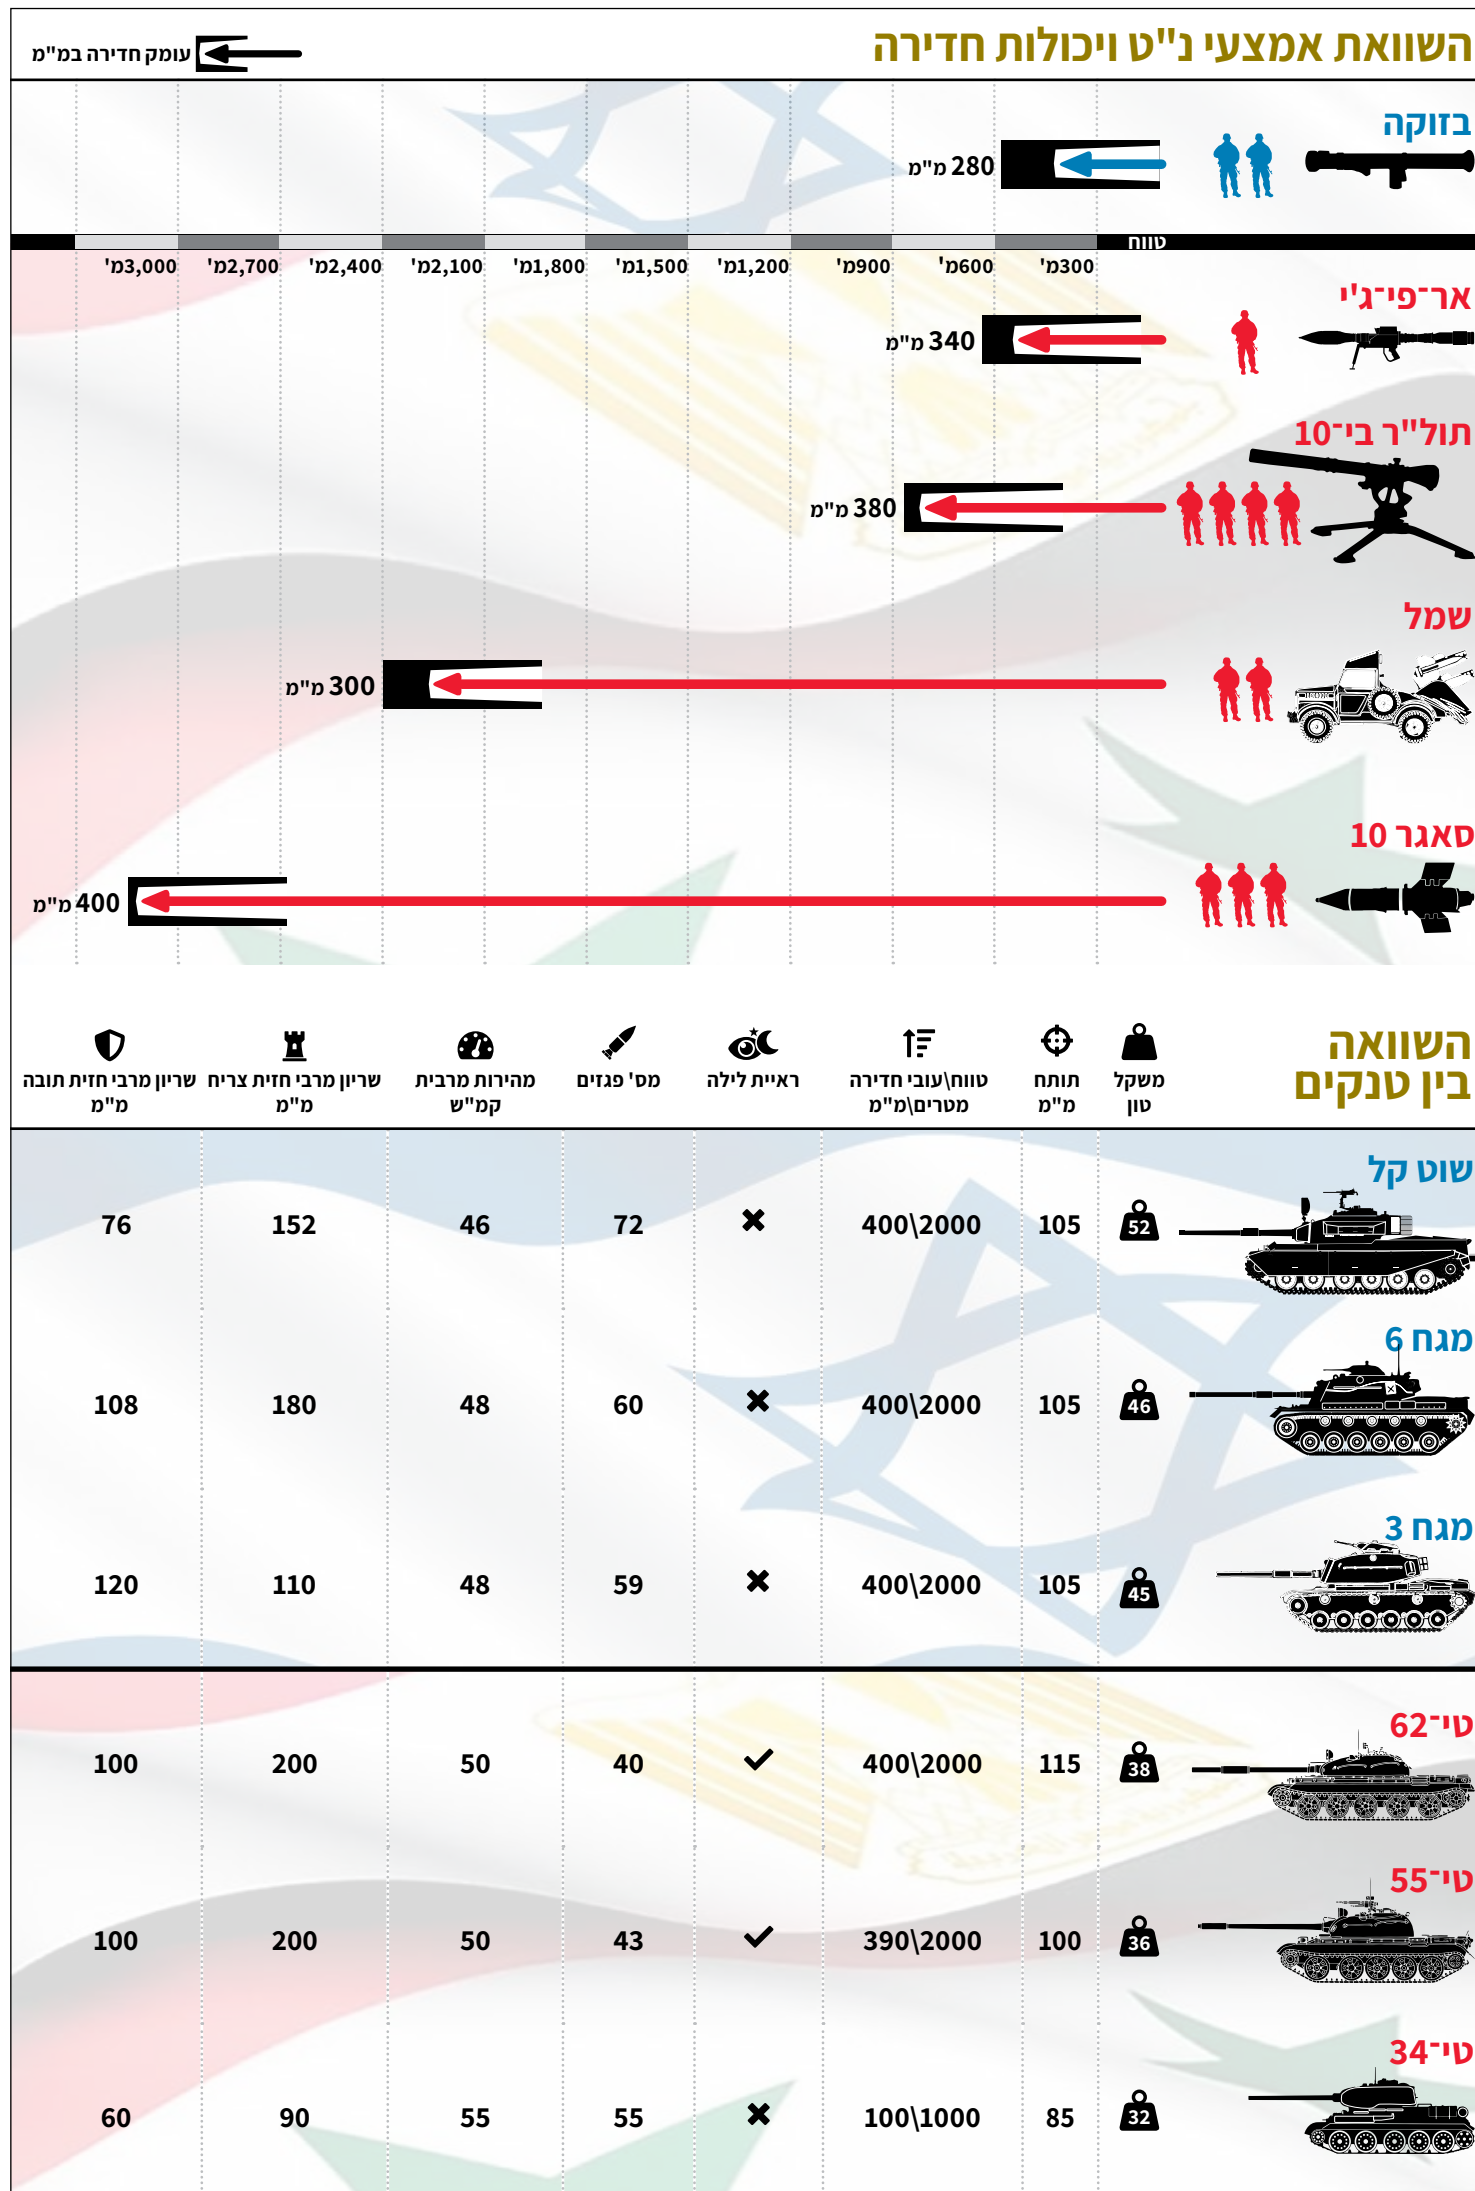 השוואת אמצעי נ"ט ויכולות חדירה
עומק חדירה במ"מ
בזוקה
280 מ"מ
טווח
300מ' 600מ' 900מ' 1,200מ' 1,500מ' 1,800מ' 2,100מ' 2,400מ' 2,700מ' 3,000מ'
אר־פי־ג'י
340 מ"מ
תול"ר בי־10
380 מ"מ
שמל
300 מ"מ
סאגר 10
400 מ"מ
השוואה
בין טנקים
משקל
טון
תותח
מ"מ
טווח\עובי חדירה
מטרים\מ"מ
ראיית לילה
מס' פגזים
מהירות מרבית
קמ"ש
שריון מרבי חזית צריח
מ"מ
שריון מרבי חזית תובה
מ"מ
שוט קל
52 105 2000\400 72 46 152 76
מגח 6
46 105 2000\400 60 48 180 108
מגח 3
45 105 2000\400 59 48 110 120
טי־62
38 115 2000\400 40 50 200 100
טי־55
36 100 2000\390 43 50 200 100
טי־34
32 85 1000\100 55 55 90 60